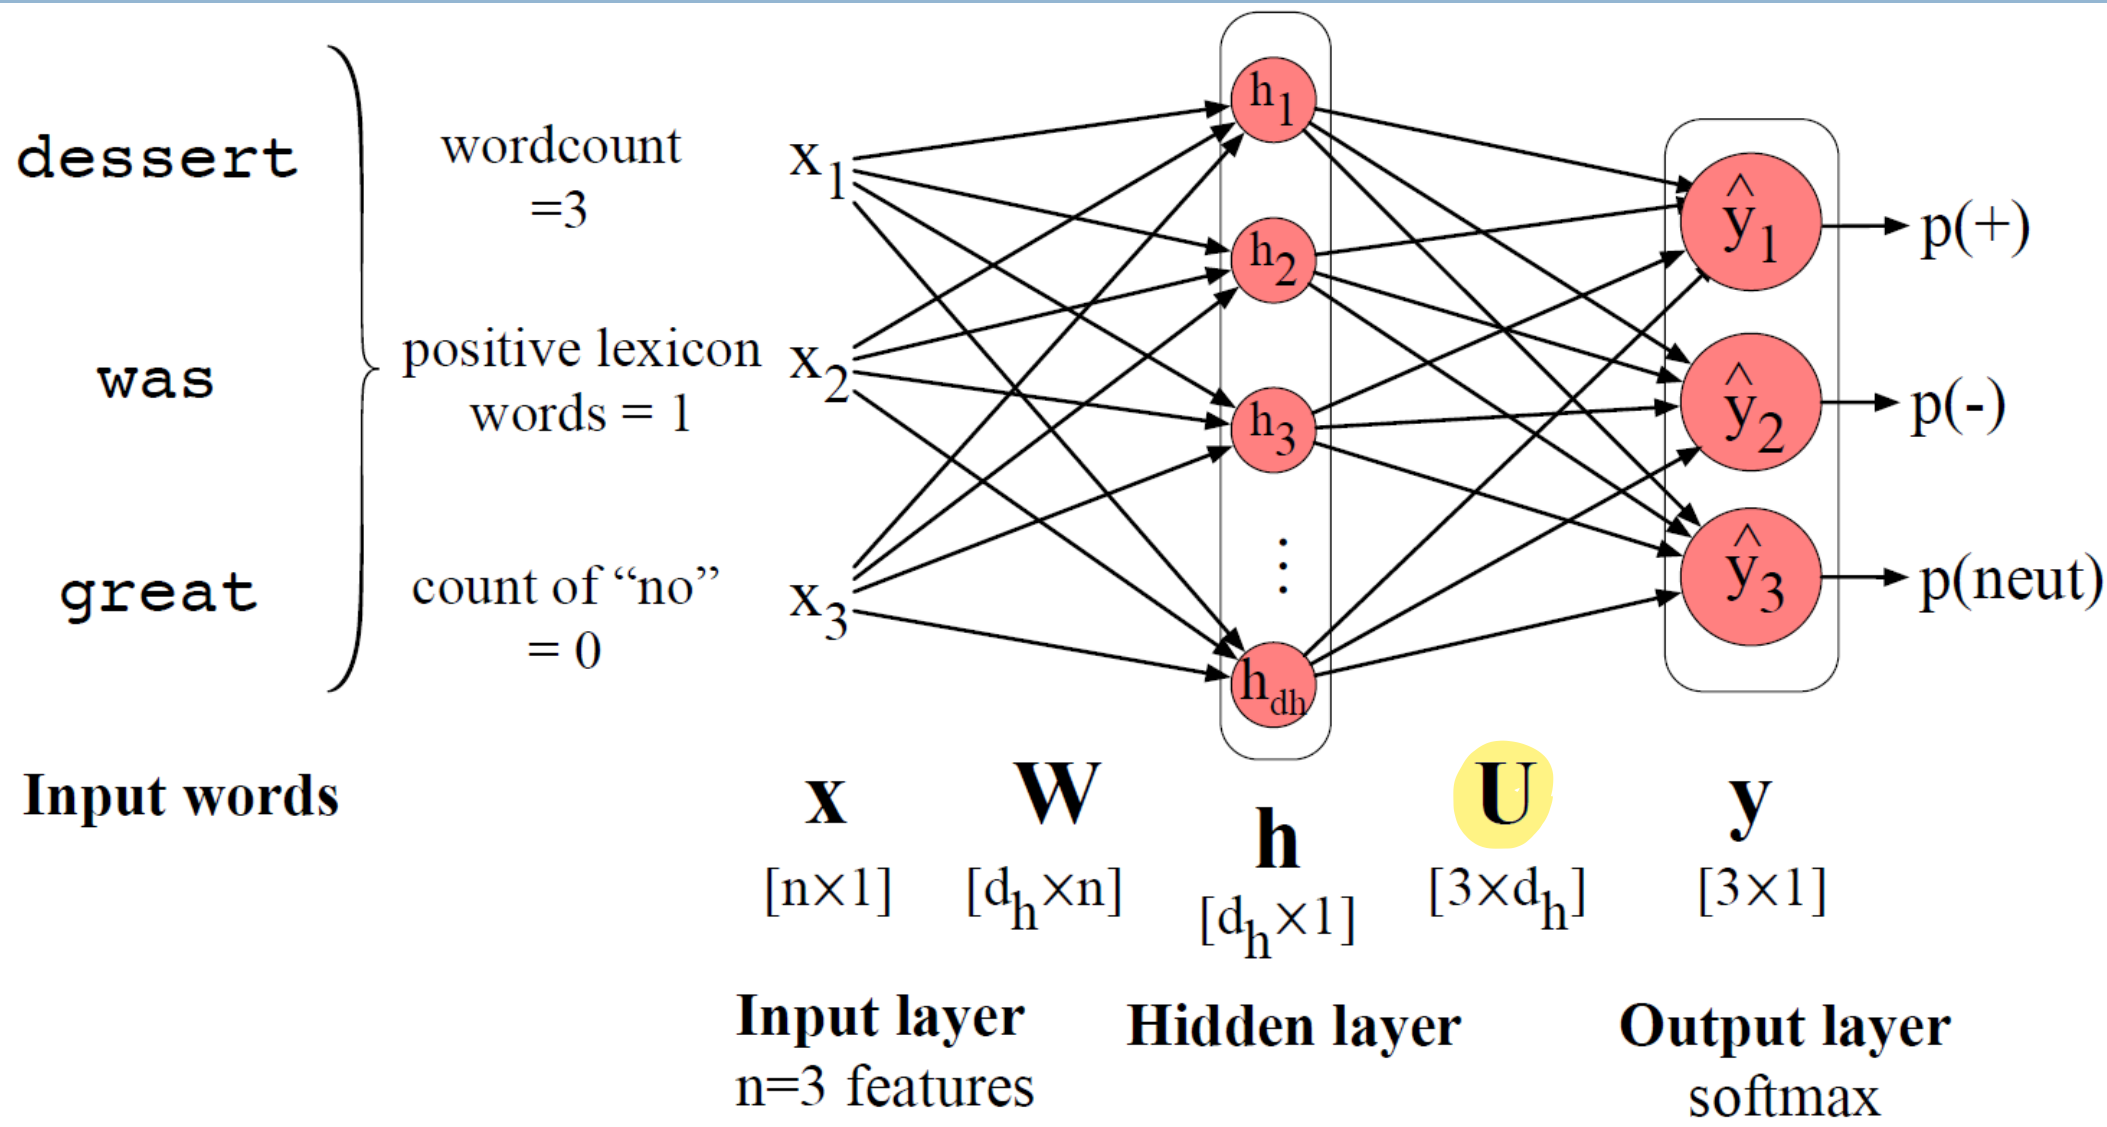 dessert
was
great
Input words
wordcount
=3
positive lexicon
words = 1
count of “no”
= 0
x1
x2
x3
h1
h2
h3
⋮
hdh
ŷ1
ŷ2
ŷ3
p(+)
p(-)
p(neut)
x
[n×1]
W
[dh×n]
h
[dh×1]
U
[3×dh]
y
[3×1]
Input layer
n=3 features
Hidden layer
Output layer
softmax